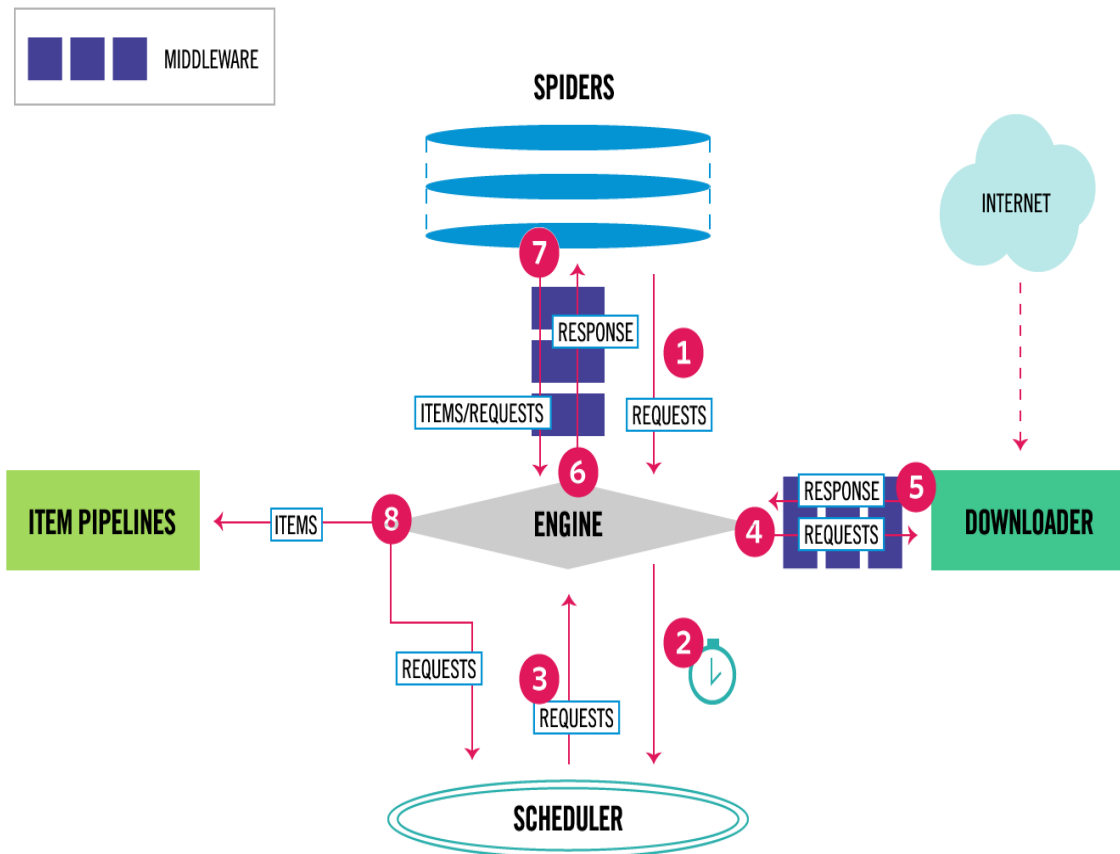 MIDDLEWARE
SPIDERS
INTERNET
7
RESPONSE
1
ITEMS/REQUESTS
REQUESTS
6
RESPONSE
5
ITEM PIPELINES
ITEMS
8
ENGINE
4
REQUESTS
DOWNLOADER
2
REQUESTS
3
REQUESTS
SCHEDULER